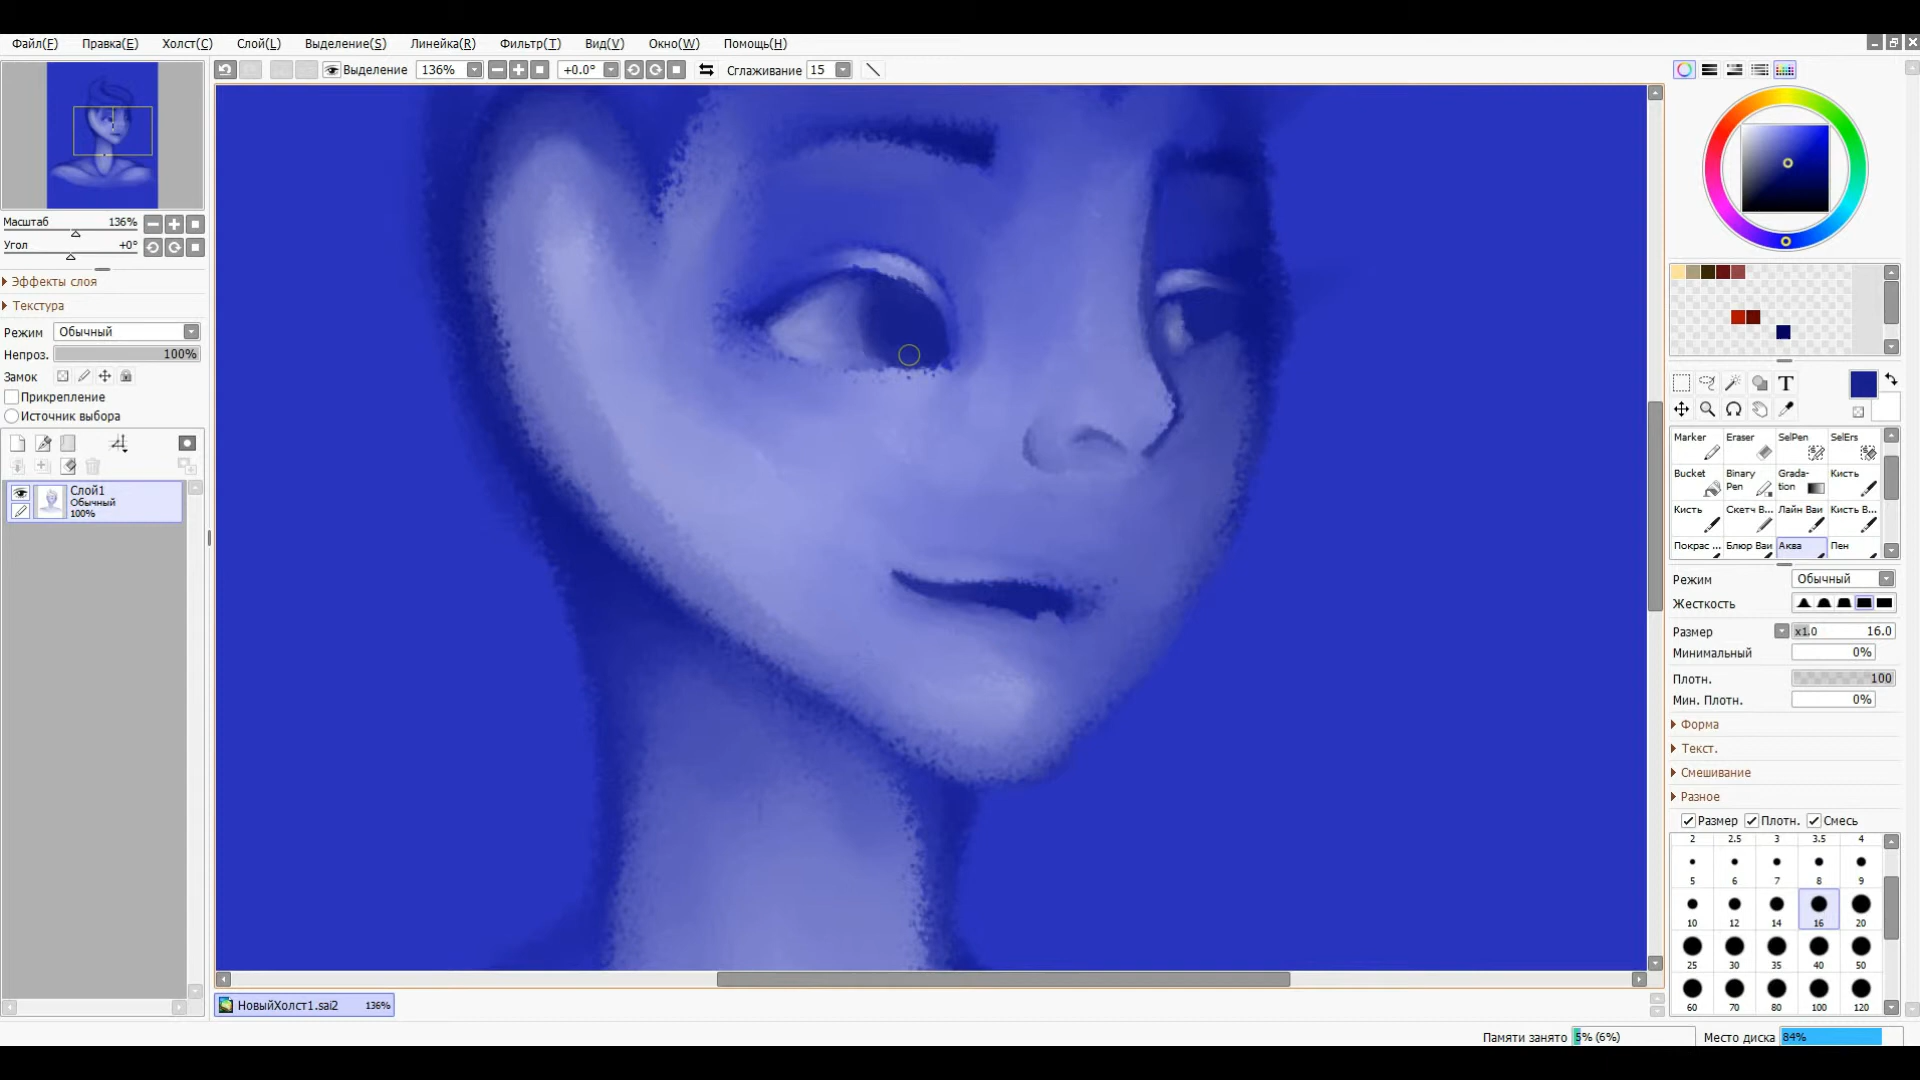 Файл(F) Правка(E) Холст(C) Слой(L) Выделение(S) Линейка(R) Фильтр(T) Вид(V) Окно(W) Помощь(H)
Выделение 136% +0.0° Сглаживание 15
Масштаб 136%
Угол +0°
Эффекты слоя
Текстура
Режим Обычный
Непроз. 100%
Замок
Прикрепление
Источник выбора
Слой1
Обычный
100%
НовыйХолст1.sai2 136%
Marker Eraser SelPen SelErs
Bucket Binary Pen Grada-tion Кисть
Кисть Скетч В... Лайн Ваи Кисть В...
Покрас ... Блюр Ваи Аква Пен
Режим Обычный
Жесткость
Размер x1.0 16.0
Минимальный 0%
Плотн. 100
Мин. Плотн. 0%
Форма
Текст.
Смешивание
Разное
Размер Плотн. Смесь
2 2.5 3 3.5 4
5 6 7 8 9
10 12 14 16 20
25 30 35 40 50
60 70 80 100 120
Памяти занято 5% (6%) Место диска 84%